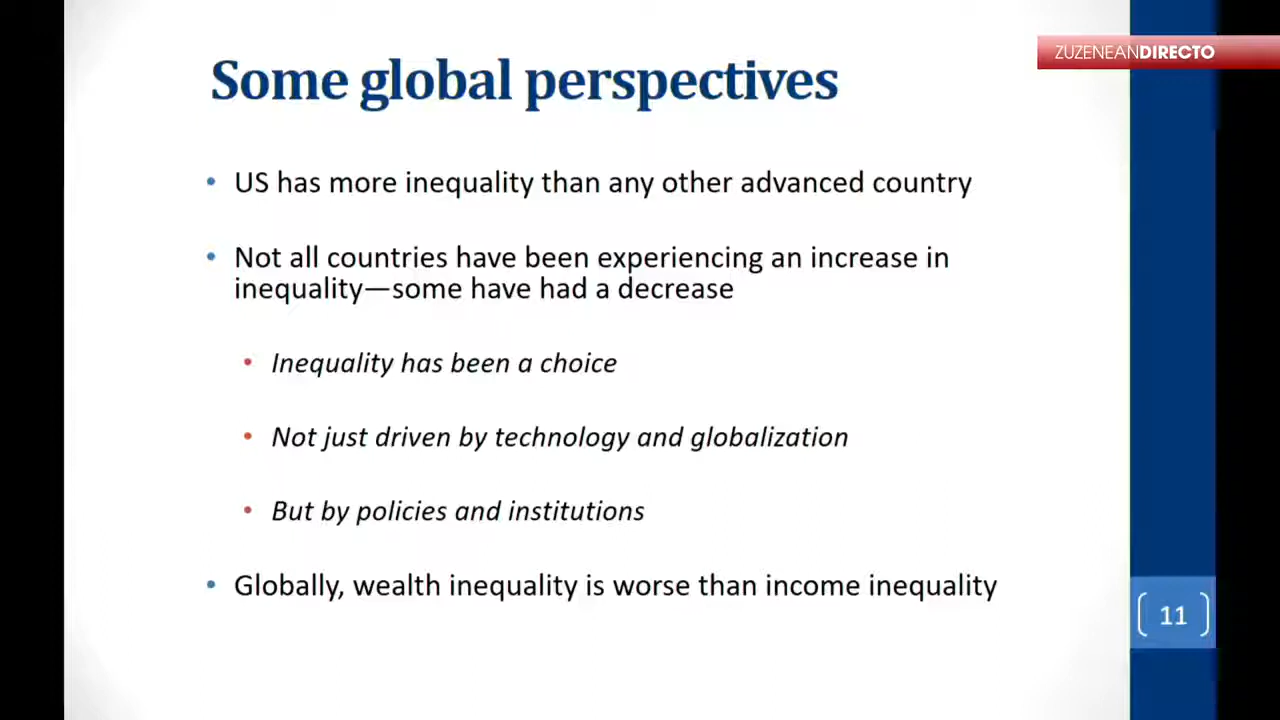 ZUZENEANDIRECTO
Some global perspectives
• US has more inequality than any other advanced country
• Not all countries have been experiencing an increase in
inequality—some have had a decrease
• Inequality has been a choice
• Not just driven by technology and globalization
• But by policies and institutions
• Globally, wealth inequality is worse than income inequality
11